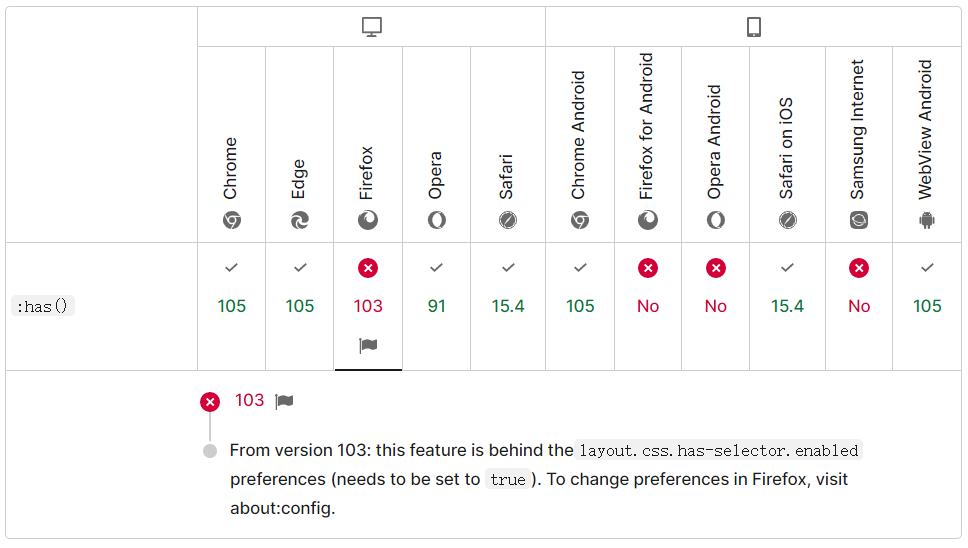 Chrome
Edge
Firefox
Opera
Safari
Chrome Android
Firefox for Android
Opera Android
Safari on iOS
Samsung Internet
WebView Android
:has()
105
105
103
91
15.4
105
No
No
15.4
No
105
103
From version 103: this feature is behind the layout.css.has-selector.enabled
preferences (needs to be set to true). To change preferences in Firefox, visit
about:config.